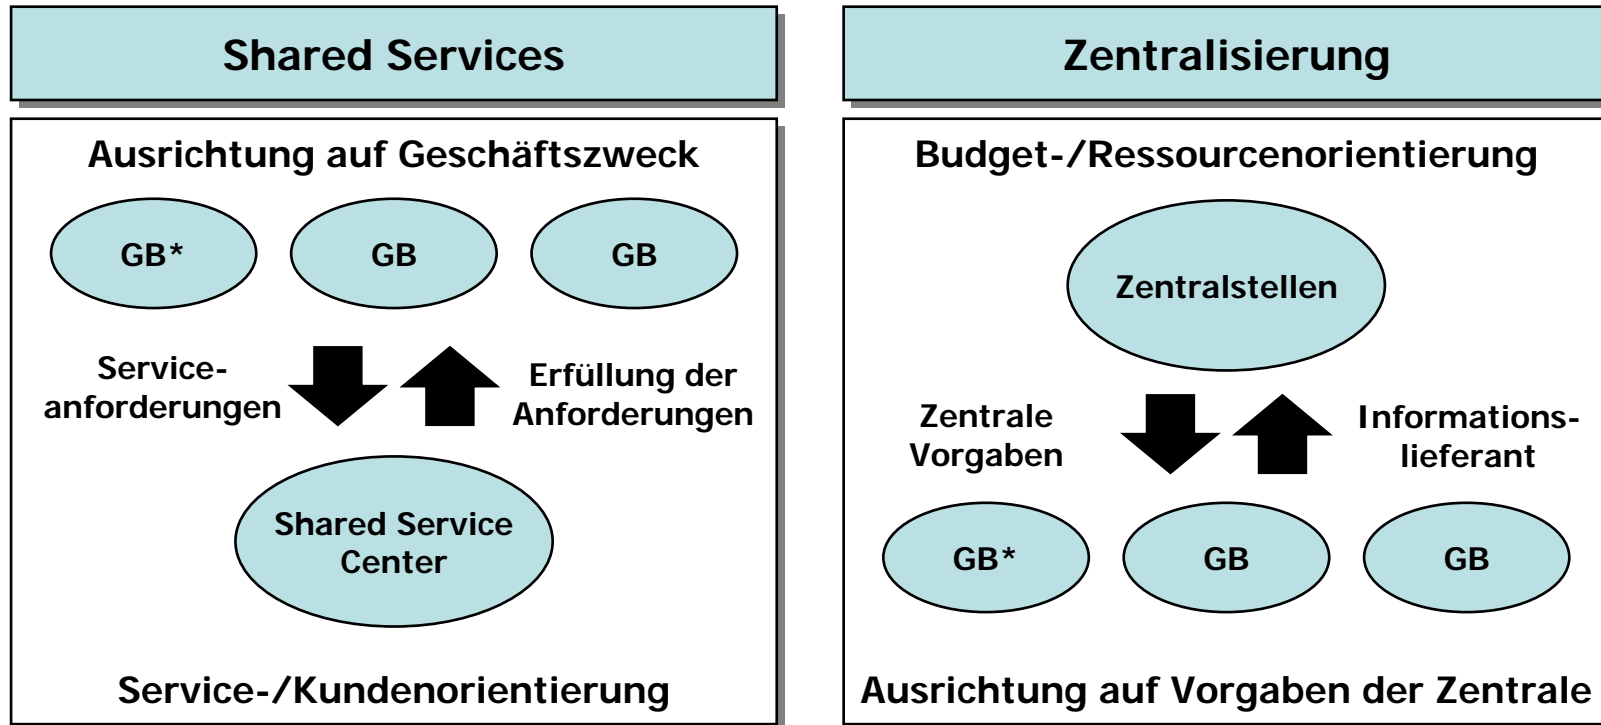 Shared Services
Ausrichtung auf Geschäftszweck
GB*
GB
GB
Service-
anforderungen
Erfüllung der
Anforderungen
Shared Service
Center
Service-/Kundenorientierung
Zentralisierung
Budget-/Ressourcenorientierung
Zentralstellen
Zentrale
Vorgaben
Informations-
lieferant
GB*
GB
GB
Ausrichtung auf Vorgaben der Zentrale